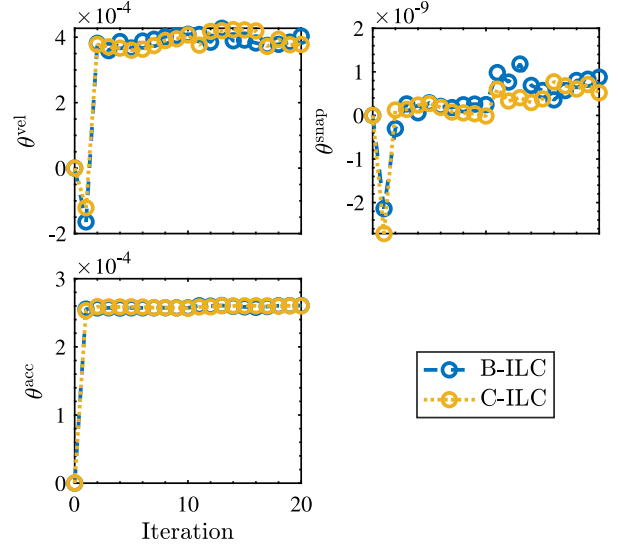 ×10⁻⁴
4
2
0
-2
θ^vel
×10⁻⁹
2
1
0
-1
-2
θ^snap
×10⁻⁴
3
2
1
0
θ^acc
0 10 20
Iteration
B-ILC
C-ILC